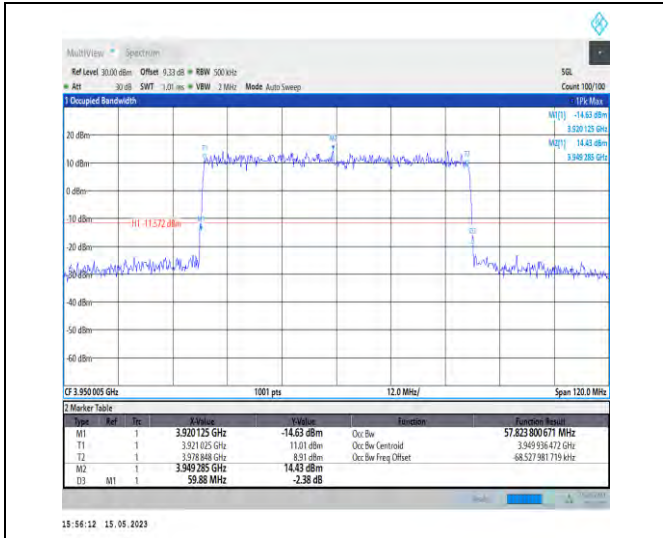 MultiView Spectrum
Ref Level 30.00 dBm Offset 9.33 dB RBW 500 kHz SGL
Att 30 dB SWT 1.01 ms VBW 2 MHz Mode Auto Sweep Count 100/100
1 Occupied Bandwidth 1Pk Max
M1[1] -14.63 dBm
3.920 125 GHz
M2[1] 14.43 dBm
3.949 285 GHz
20 dBm
T1 M2 T2
10 dBm
0 dBm
-10 dBm
M1
H1 -11.572 dBm
-20 dBm
D3
-30 dBm
-40 dBm
-50 dBm
-60 dBm
CF 3.950 005 GHz 1001 pts 12.0 MHz/ Span 120.0 MHz
2 Marker Table
Type Ref Trc X-Value Y-Value Function Function Result
M1 1 3.920 125 GHz -14.63 dBm Occ Bw 57.823 800 671 MHz
T1 1 3.921 025 GHz 11.01 dBm Occ Bw Centroid 3.949 936 472 GHz
T2 1 3.978 848 GHz 8.91 dBm Occ Bw Freq Offset -68.527 981 719 kHz
M2 1 3.949 285 GHz 14.43 dBm
D3 M1 1 59.88 MHz -2.38 dB
15:56:12 15.05.2023